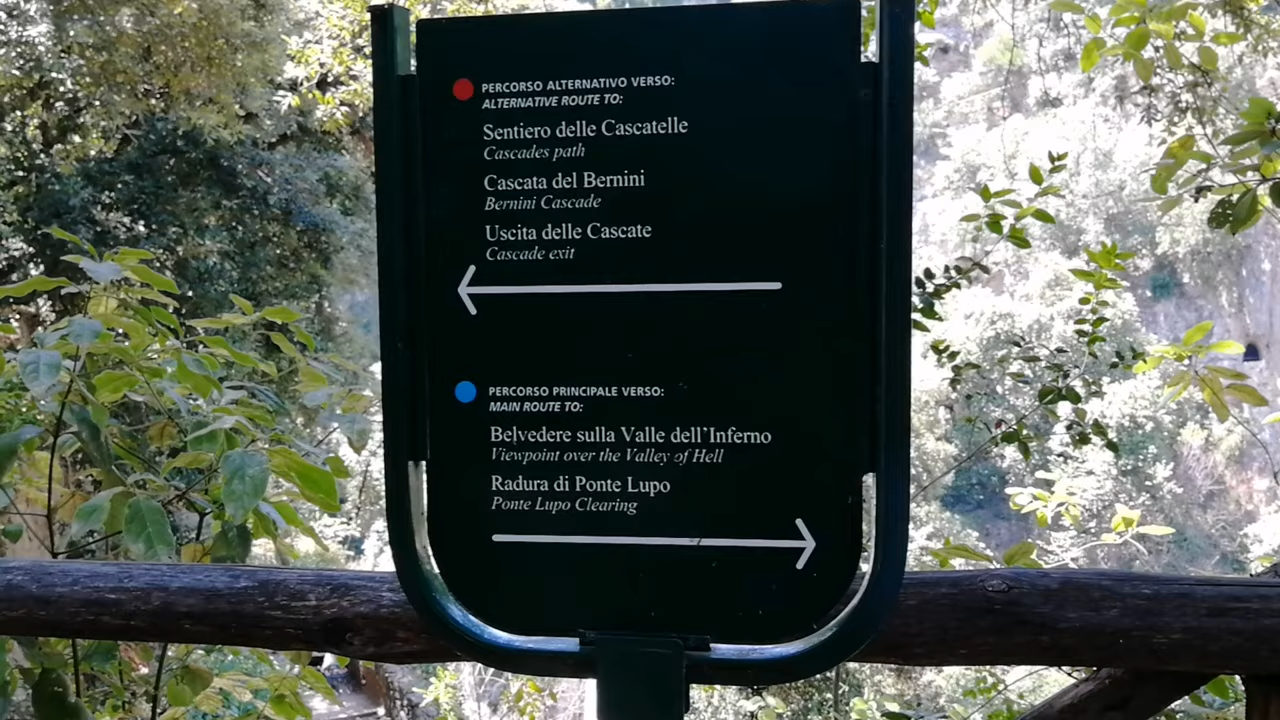 PERCORSO ALTERNATIVO VERSO:
ALTERNATIVE ROUTE TO:
Sentiero delle Cascatelle
Cascades path
Cascata del Bernini
Bernini Cascade
Uscita delle Cascate
Cascade exit
PERCORSO PRINCIPALE VERSO:
MAIN ROUTE TO:
Belvedere sulla Valle dell'Inferno
Viewpoint over the Valley of Hell
Radura di Ponte Lupo
Ponte Lupo Clearing